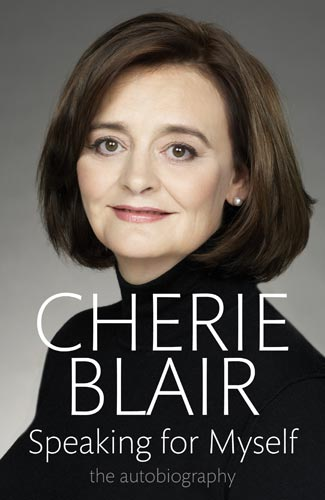 CHERIE
BLAIR
Speaking for Myself
the autobiography